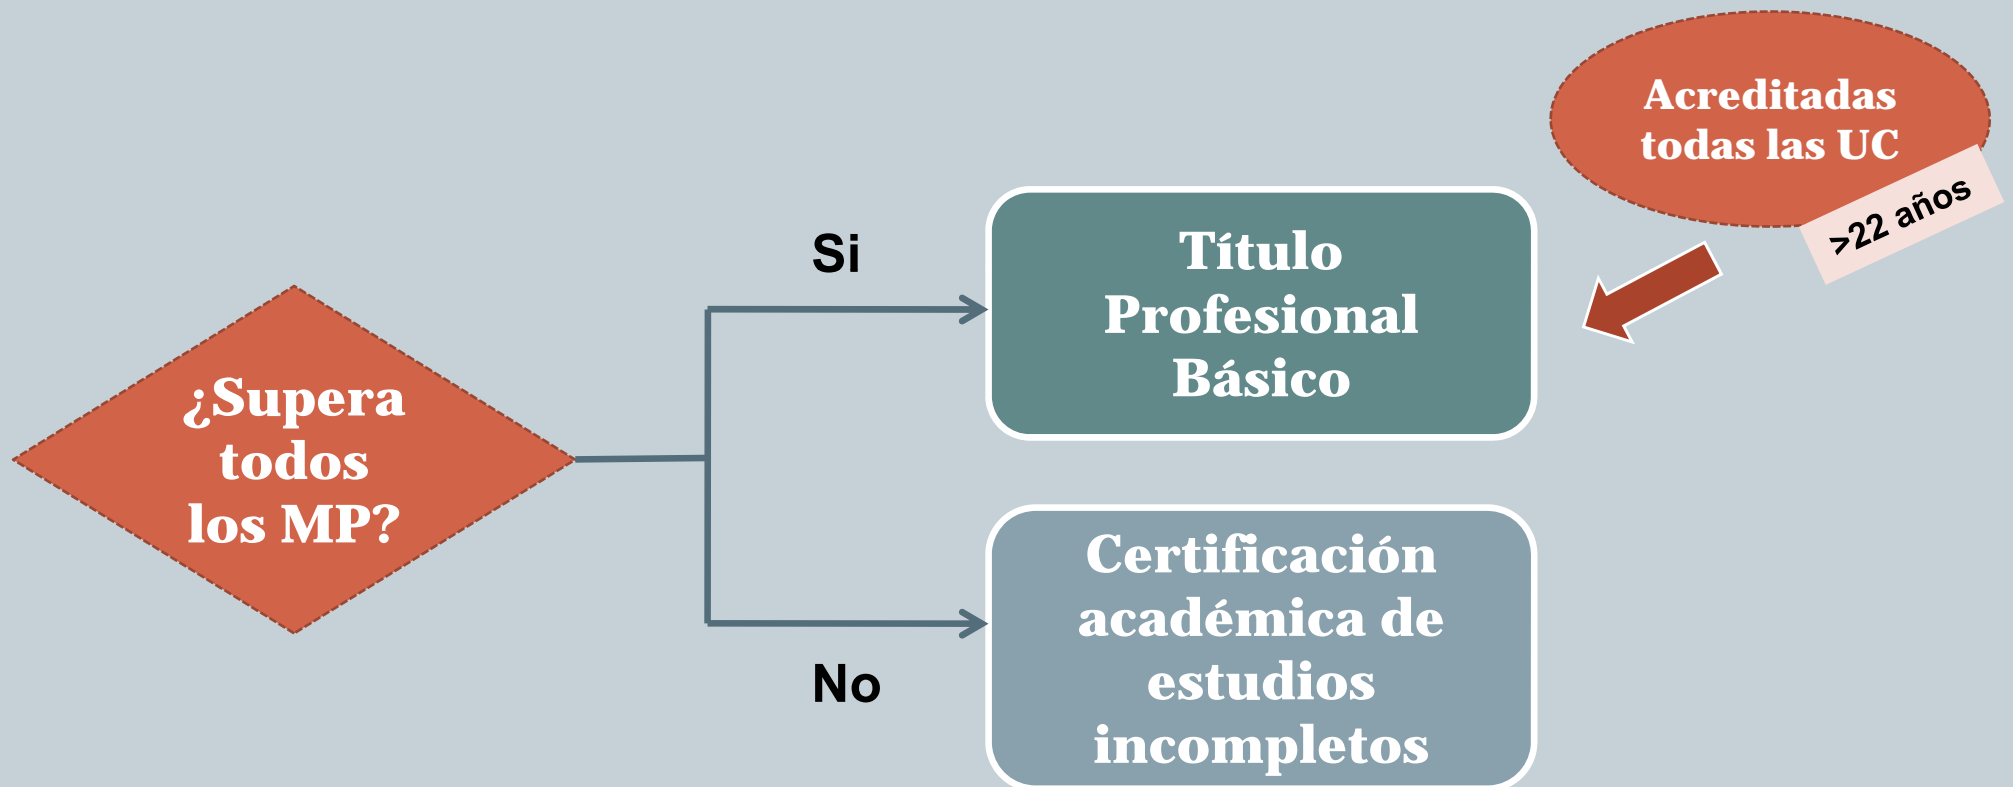 ¿Supera
todos
los MP?
Si
No
Título
Profesional
Básico
Certificación
académica de
estudios
incompletos
Acreditadas
todas las UC
>22 años